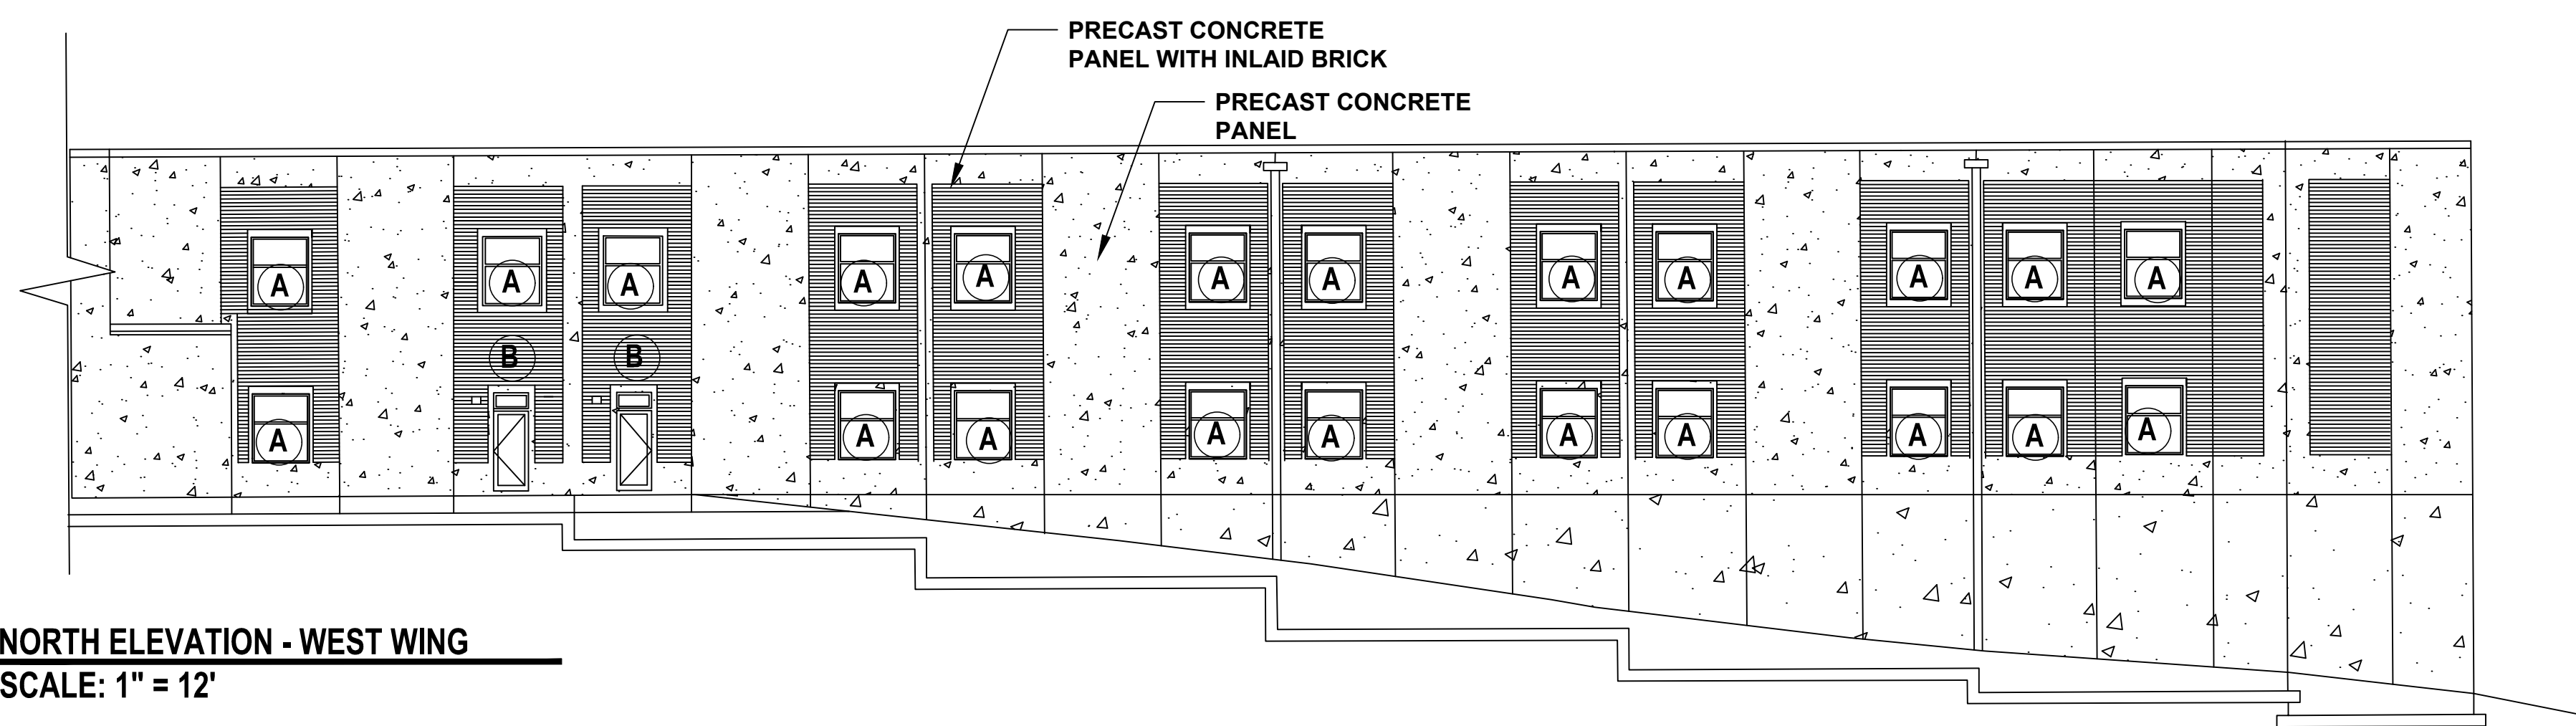 PRECAST CONCRETE
PANEL WITH INLAID BRICK
PRECAST CONCRETE
PANEL
A A A A A A A A A A A A
B B
A A A A A A A A A A
NORTH ELEVATION - WEST WING
SCALE: 1" = 12'